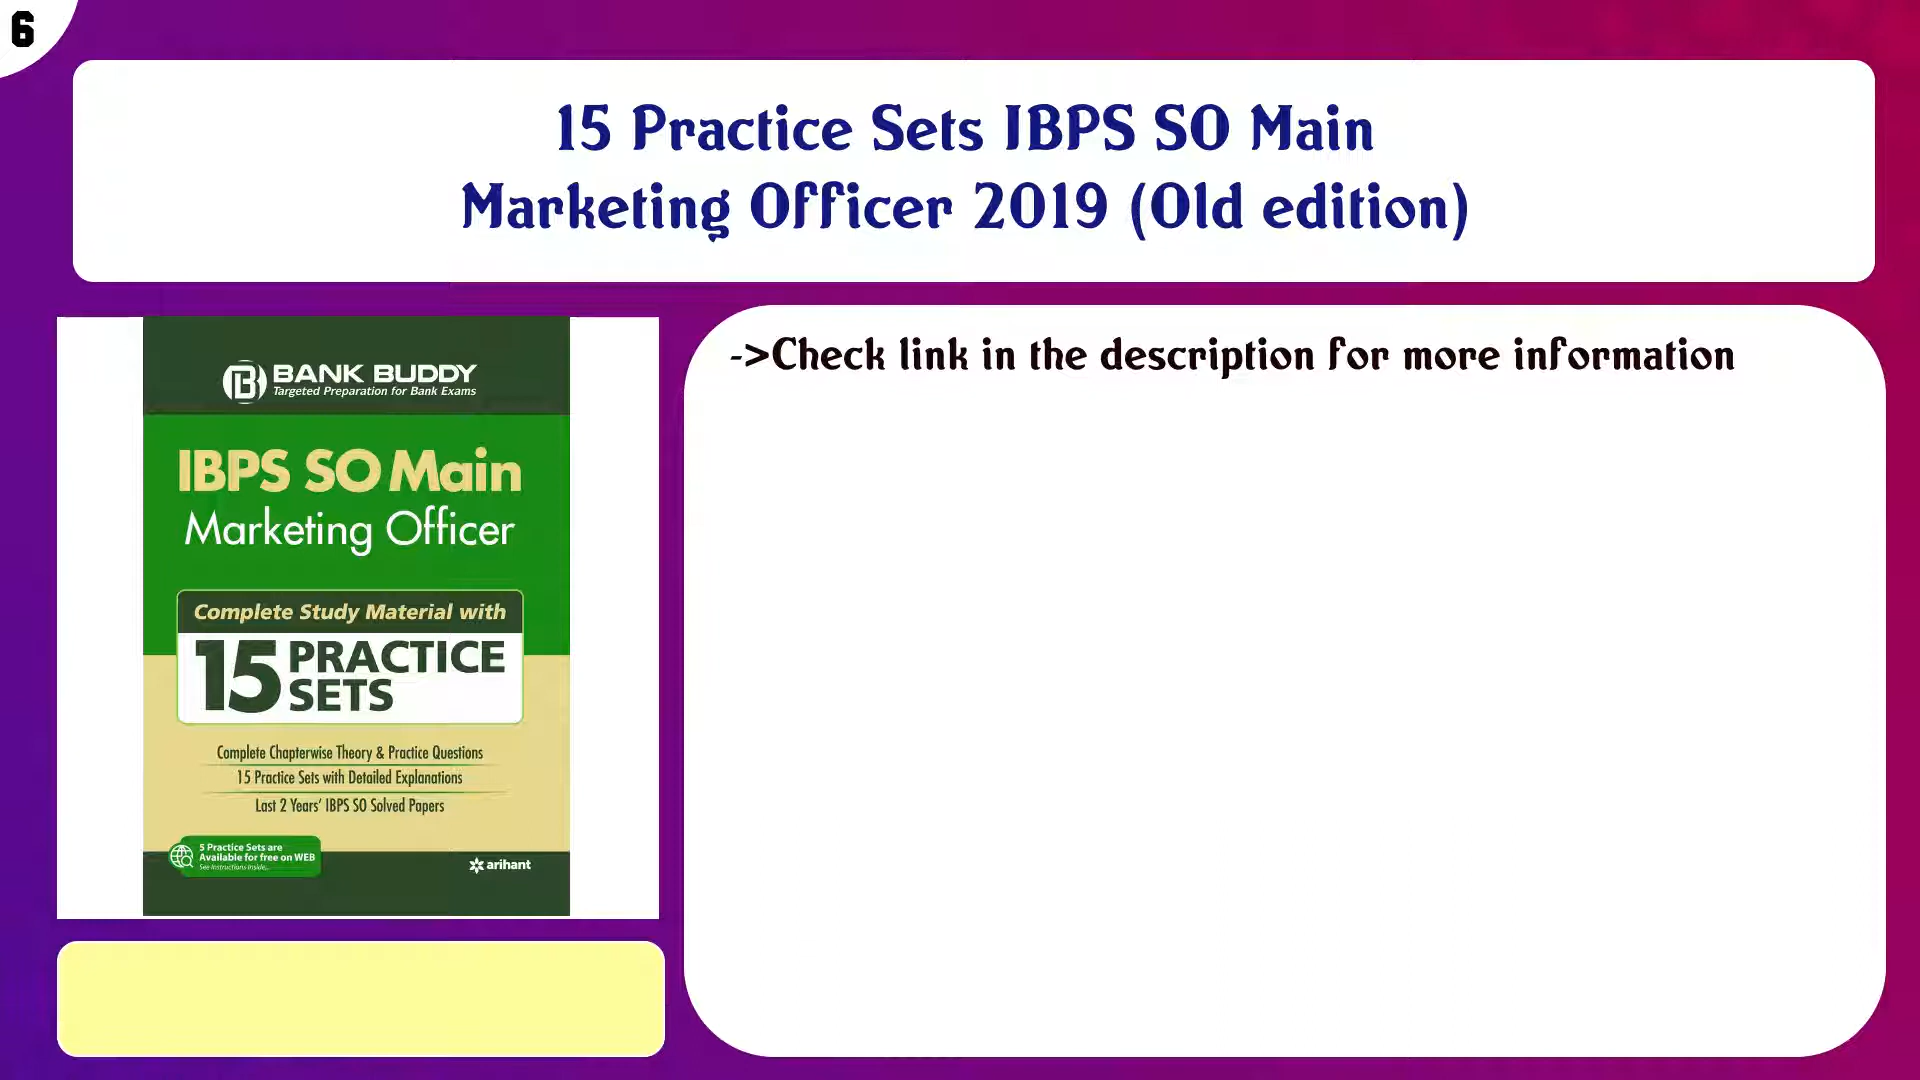 6
15 Practice Sets IBPS SO Main
Marketing Officer 2019 (Old edition)
BANK BUDDY
Targeted Preparation for Bank Exams
IBPS SO Main
Marketing Officer
Complete Study Material with
15 PRACTICE
SETS
Complete Chapterwise Theory & Practice Questions
15 Practice Sets with Detailed Explanations
Last 2 Years' IBPS SO Solved Papers
5 Practice Sets are
Available for free on WEB
See Instructions Inside...
arihant
->Check link in the description for more information